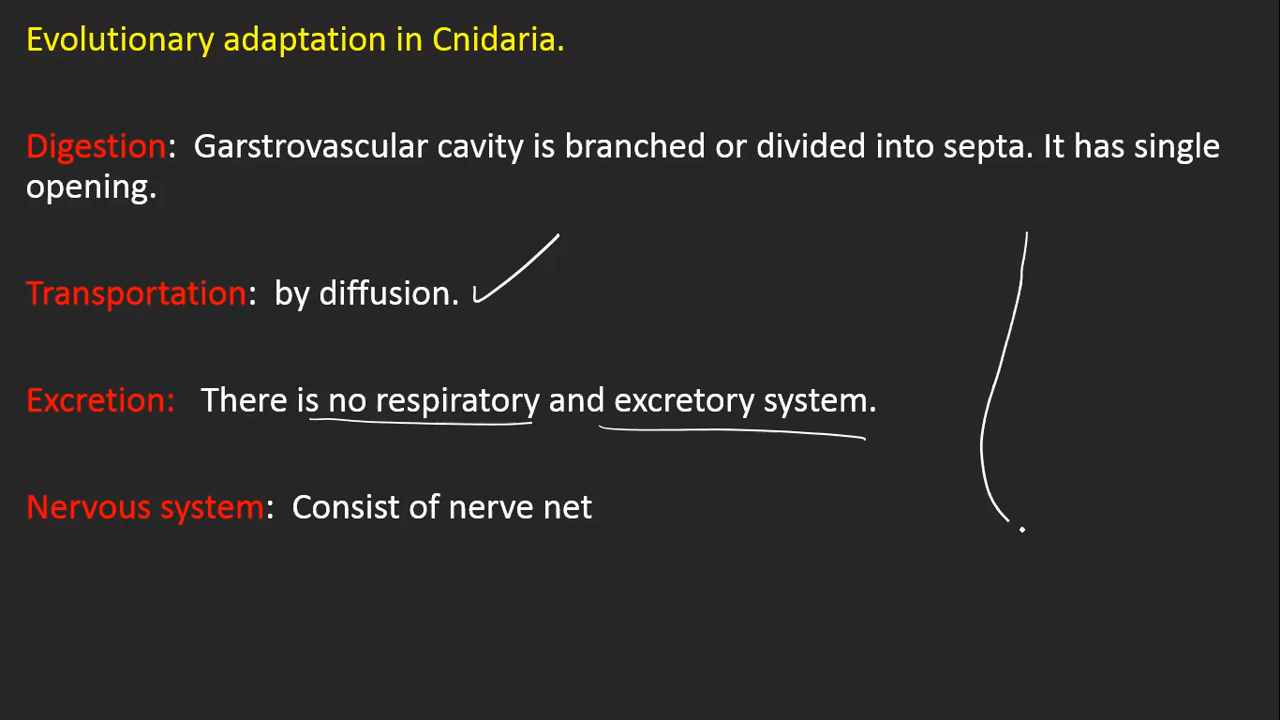 Evolutionary adaptation in Cnidaria.
Digestion: Garstrovascular cavity is branched or divided into septa. It has single
opening.
Transportation: by diffusion.
Excretion: There is no respiratory and excretory system.
Nervous system: Consist of nerve net